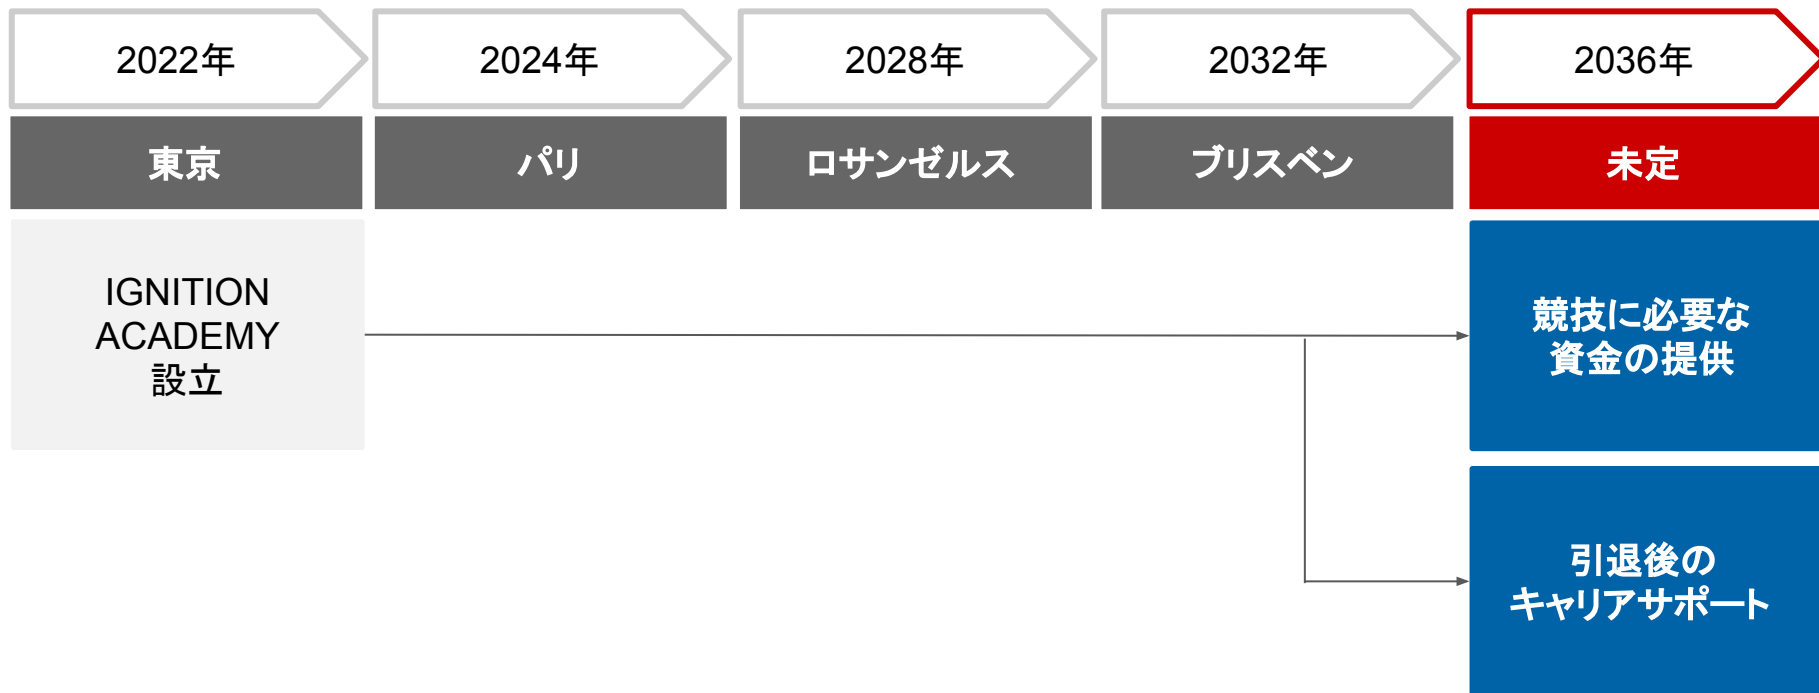 2022年
2024年
2028年
2032年
2036年
東京
パリ
ロサンゼルス
ブリスベン
未定
IGNITION
ACADEMY
設立
競技に必要な
資金の提供
引退後の
キャリアサポート